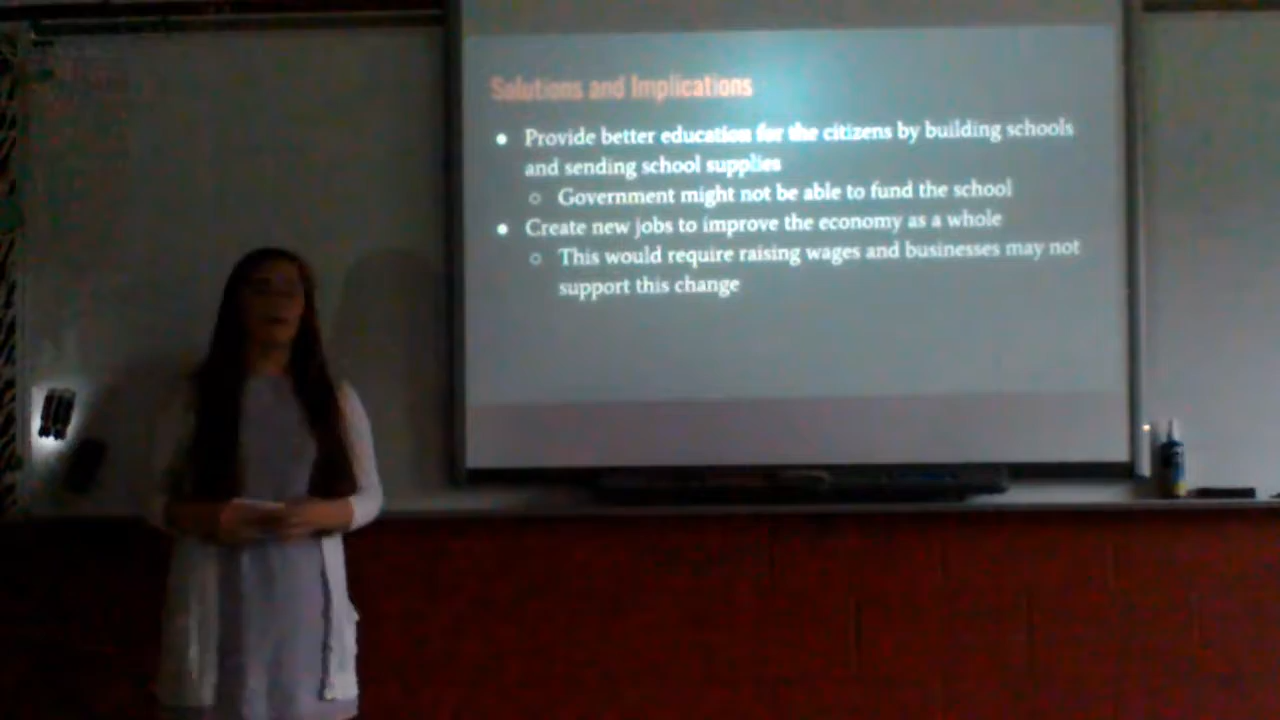 Solutions and Implications
● Provide better education for the citizens by building schools
and sending school supplies
○ Government might not be able to fund the school
● Create new jobs to improve the economy as a whole
○ This would require raising wages and businesses may not
support this change